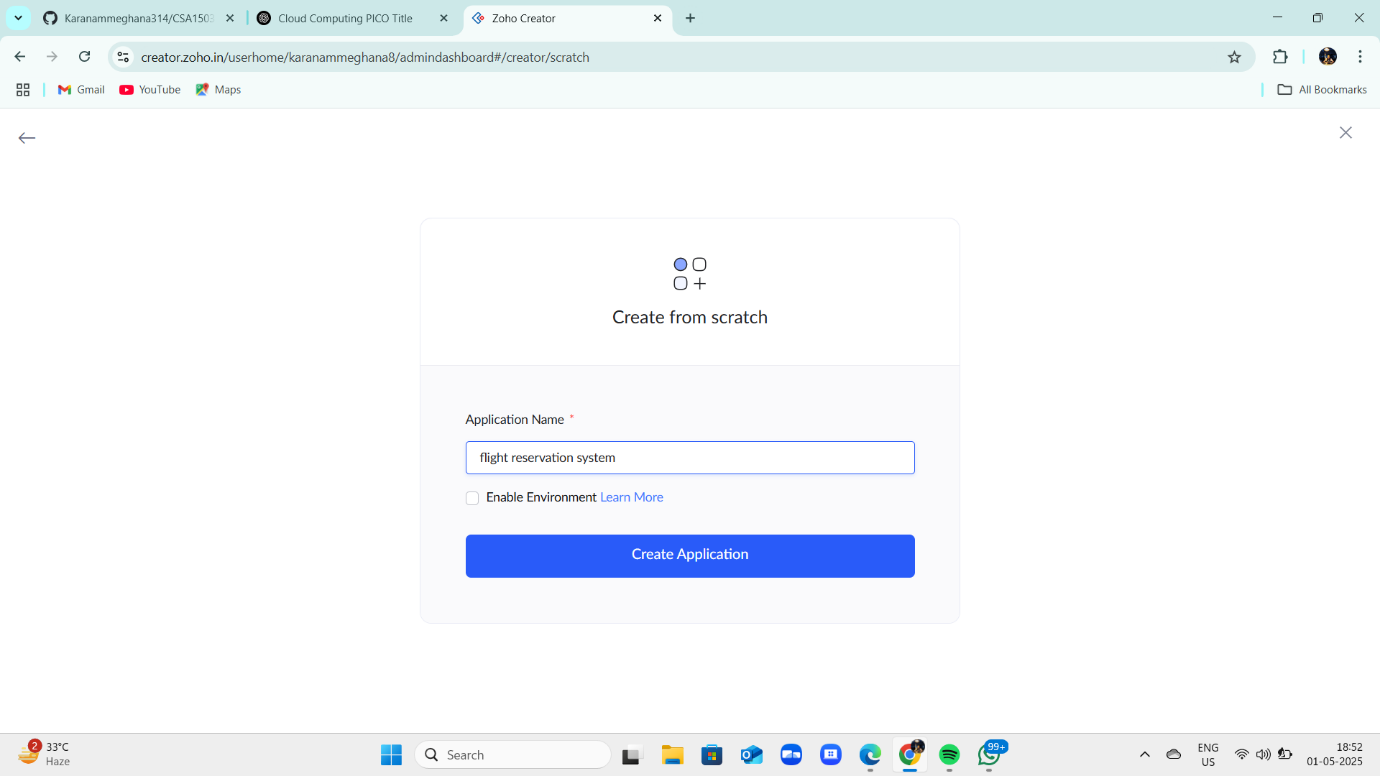 Karanammeghana314/CSA1503
Cloud Computing PICO Title
Zoho Creator
creator.zoho.in/userhome/karanammeghana8/admindashboard#/creator/scratch
Gmail
YouTube
Maps
All Bookmarks
Create from scratch
Application Name *
flight reservation system
Enable Environment Learn More
Create Application
2
33°C
Haze
Search
99+
ENG
US
18:52
01-05-2025